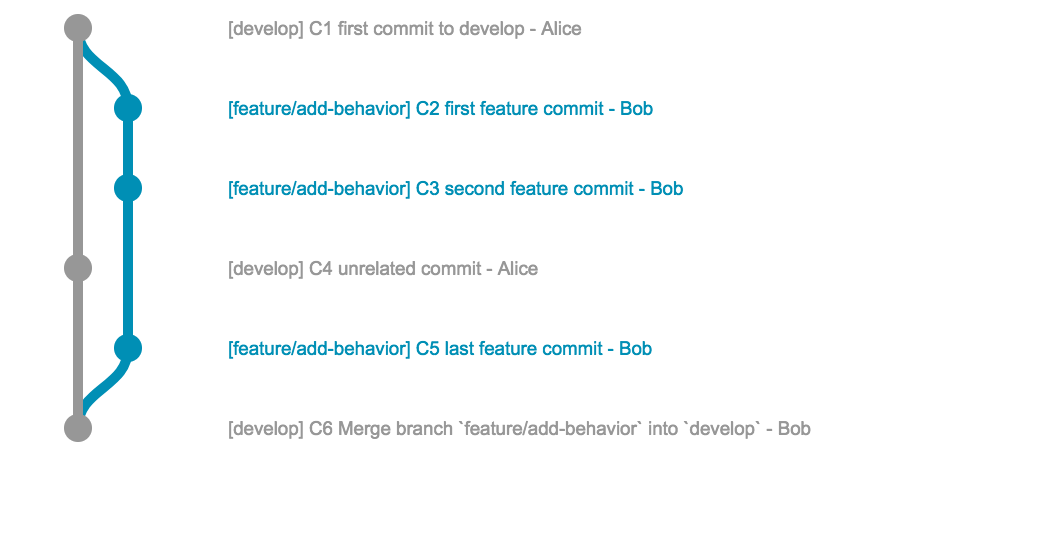 [develop] C1 first commit to develop - Alice
[feature/add-behavior] C2 first feature commit - Bob
[feature/add-behavior] C3 second feature commit - Bob
[develop] C4 unrelated commit - Alice
[feature/add-behavior] C5 last feature commit - Bob
[develop] C6 Merge branch `feature/add-behavior` into `develop` - Bob